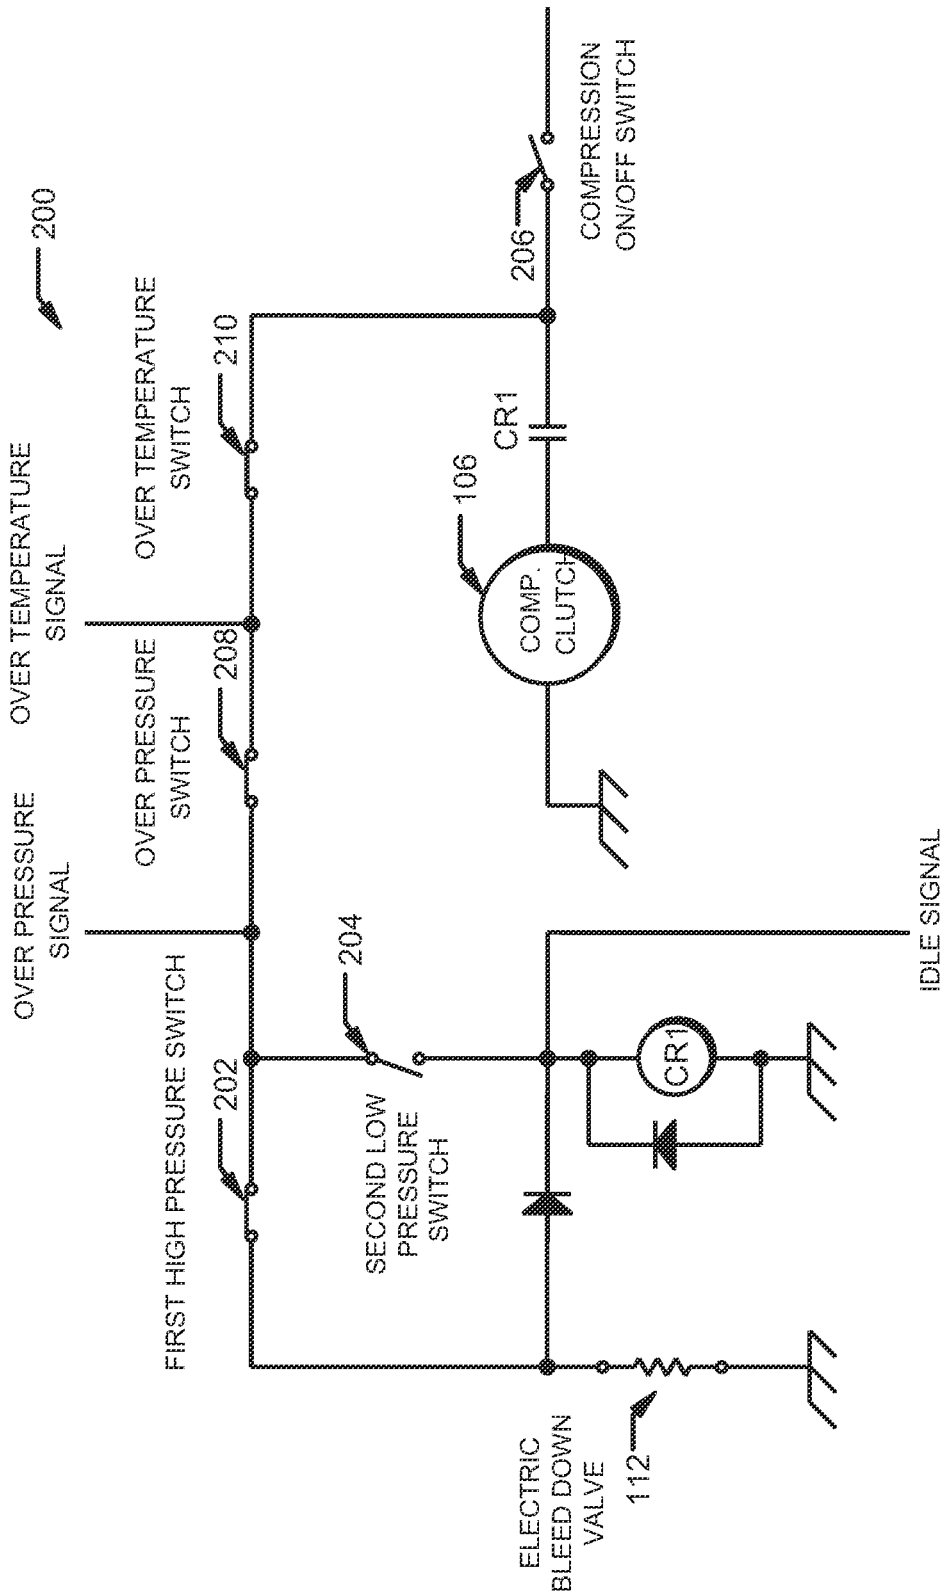 200
OVER TEMPERATURE
SIGNAL
OVER PRESSURE
SIGNAL
OVER TEMPERATURE
SWITCH
210
OVER PRESSURE
SWITCH
208
FIRST HIGH PRESSURE SWITCH
202
204
SECOND LOW
PRESSURE
SWITCH
206
COMPRESSION
ON/OFF SWITCH
CR1
106
COMP.
CLUTCH
CR1
ELECTRIC
BLEED DOWN
VALVE
112
IDLE SIGNAL